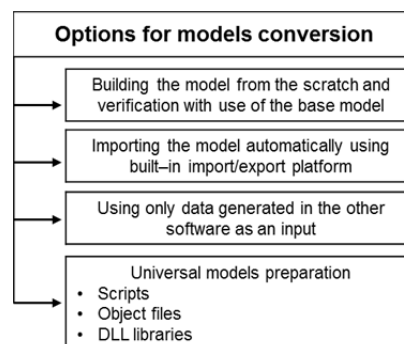 Options for models conversion
Building the model from the scratch and
verification with use of the base model
Importing the model automatically using
built–in import/export platform
Using only data generated in the other
software as an input
Universal models preparation
• Scripts
• Object files
• DLL libraries